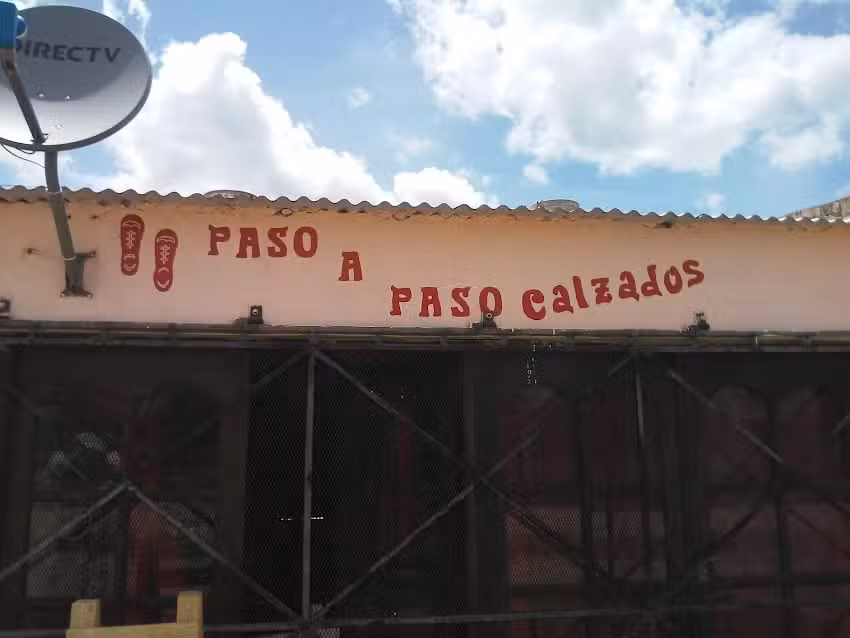 DIRECTV
PASO
A
PASO calzados